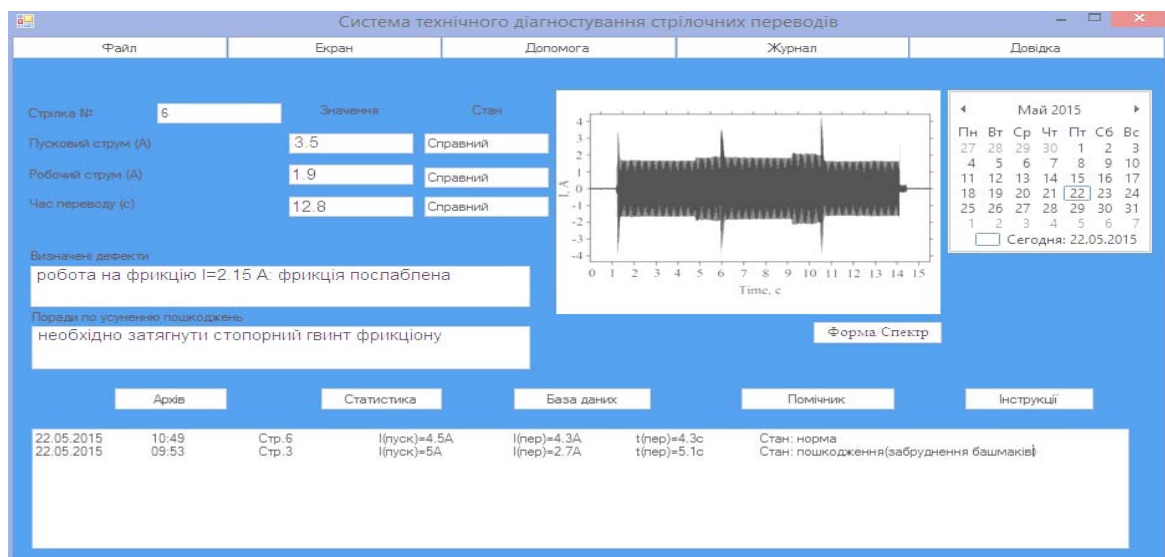 Система технічного діагностування стрілочних переводів
Файл Екран Допомога Журнал Довідка
Стрілка № 6 Значення Стан
Пусковий струм (А) 3.5 Справний
Робочий струм (А) 1.9 Справний
Час переводу (с) 12.8 Справний
Визначені дефекти
робота на фрикцію I=2.15 А: фрикція послаблена
Поради по усуненню пошкоджень
необхідно затягнути стопорний гвинт фрикціону
4
3
2
1
0
-1
-2
-3
-4
I, A
0 1 2 3 4 5 6 7 8 9 10 11 12 13 14 15
Time, c
Форма Спектр
Май 2015
Пн Вт Ср Чт Пт Сб Вс
27 28 29 30 1 2 3
4 5 6 7 8 9 10
11 12 13 14 15 16 17
18 19 20 21 22 23 24
25 26 27 28 29 30 31
1 2 3 4 5 6 7
Сегодня: 22.05.2015
Архів Статистика База даних Помічник Інструкції
22.05.2015 10:49 Стр.6 I(пуск)=4.5А I(пер)=4.3А t(пер)=4.3с Стан: норма
22.05.2015 09:53 Стр.3 I(пуск)=5А I(пер)=2.7А t(пер)=5.1с Стан: пошкодження(забруднення башмаків)